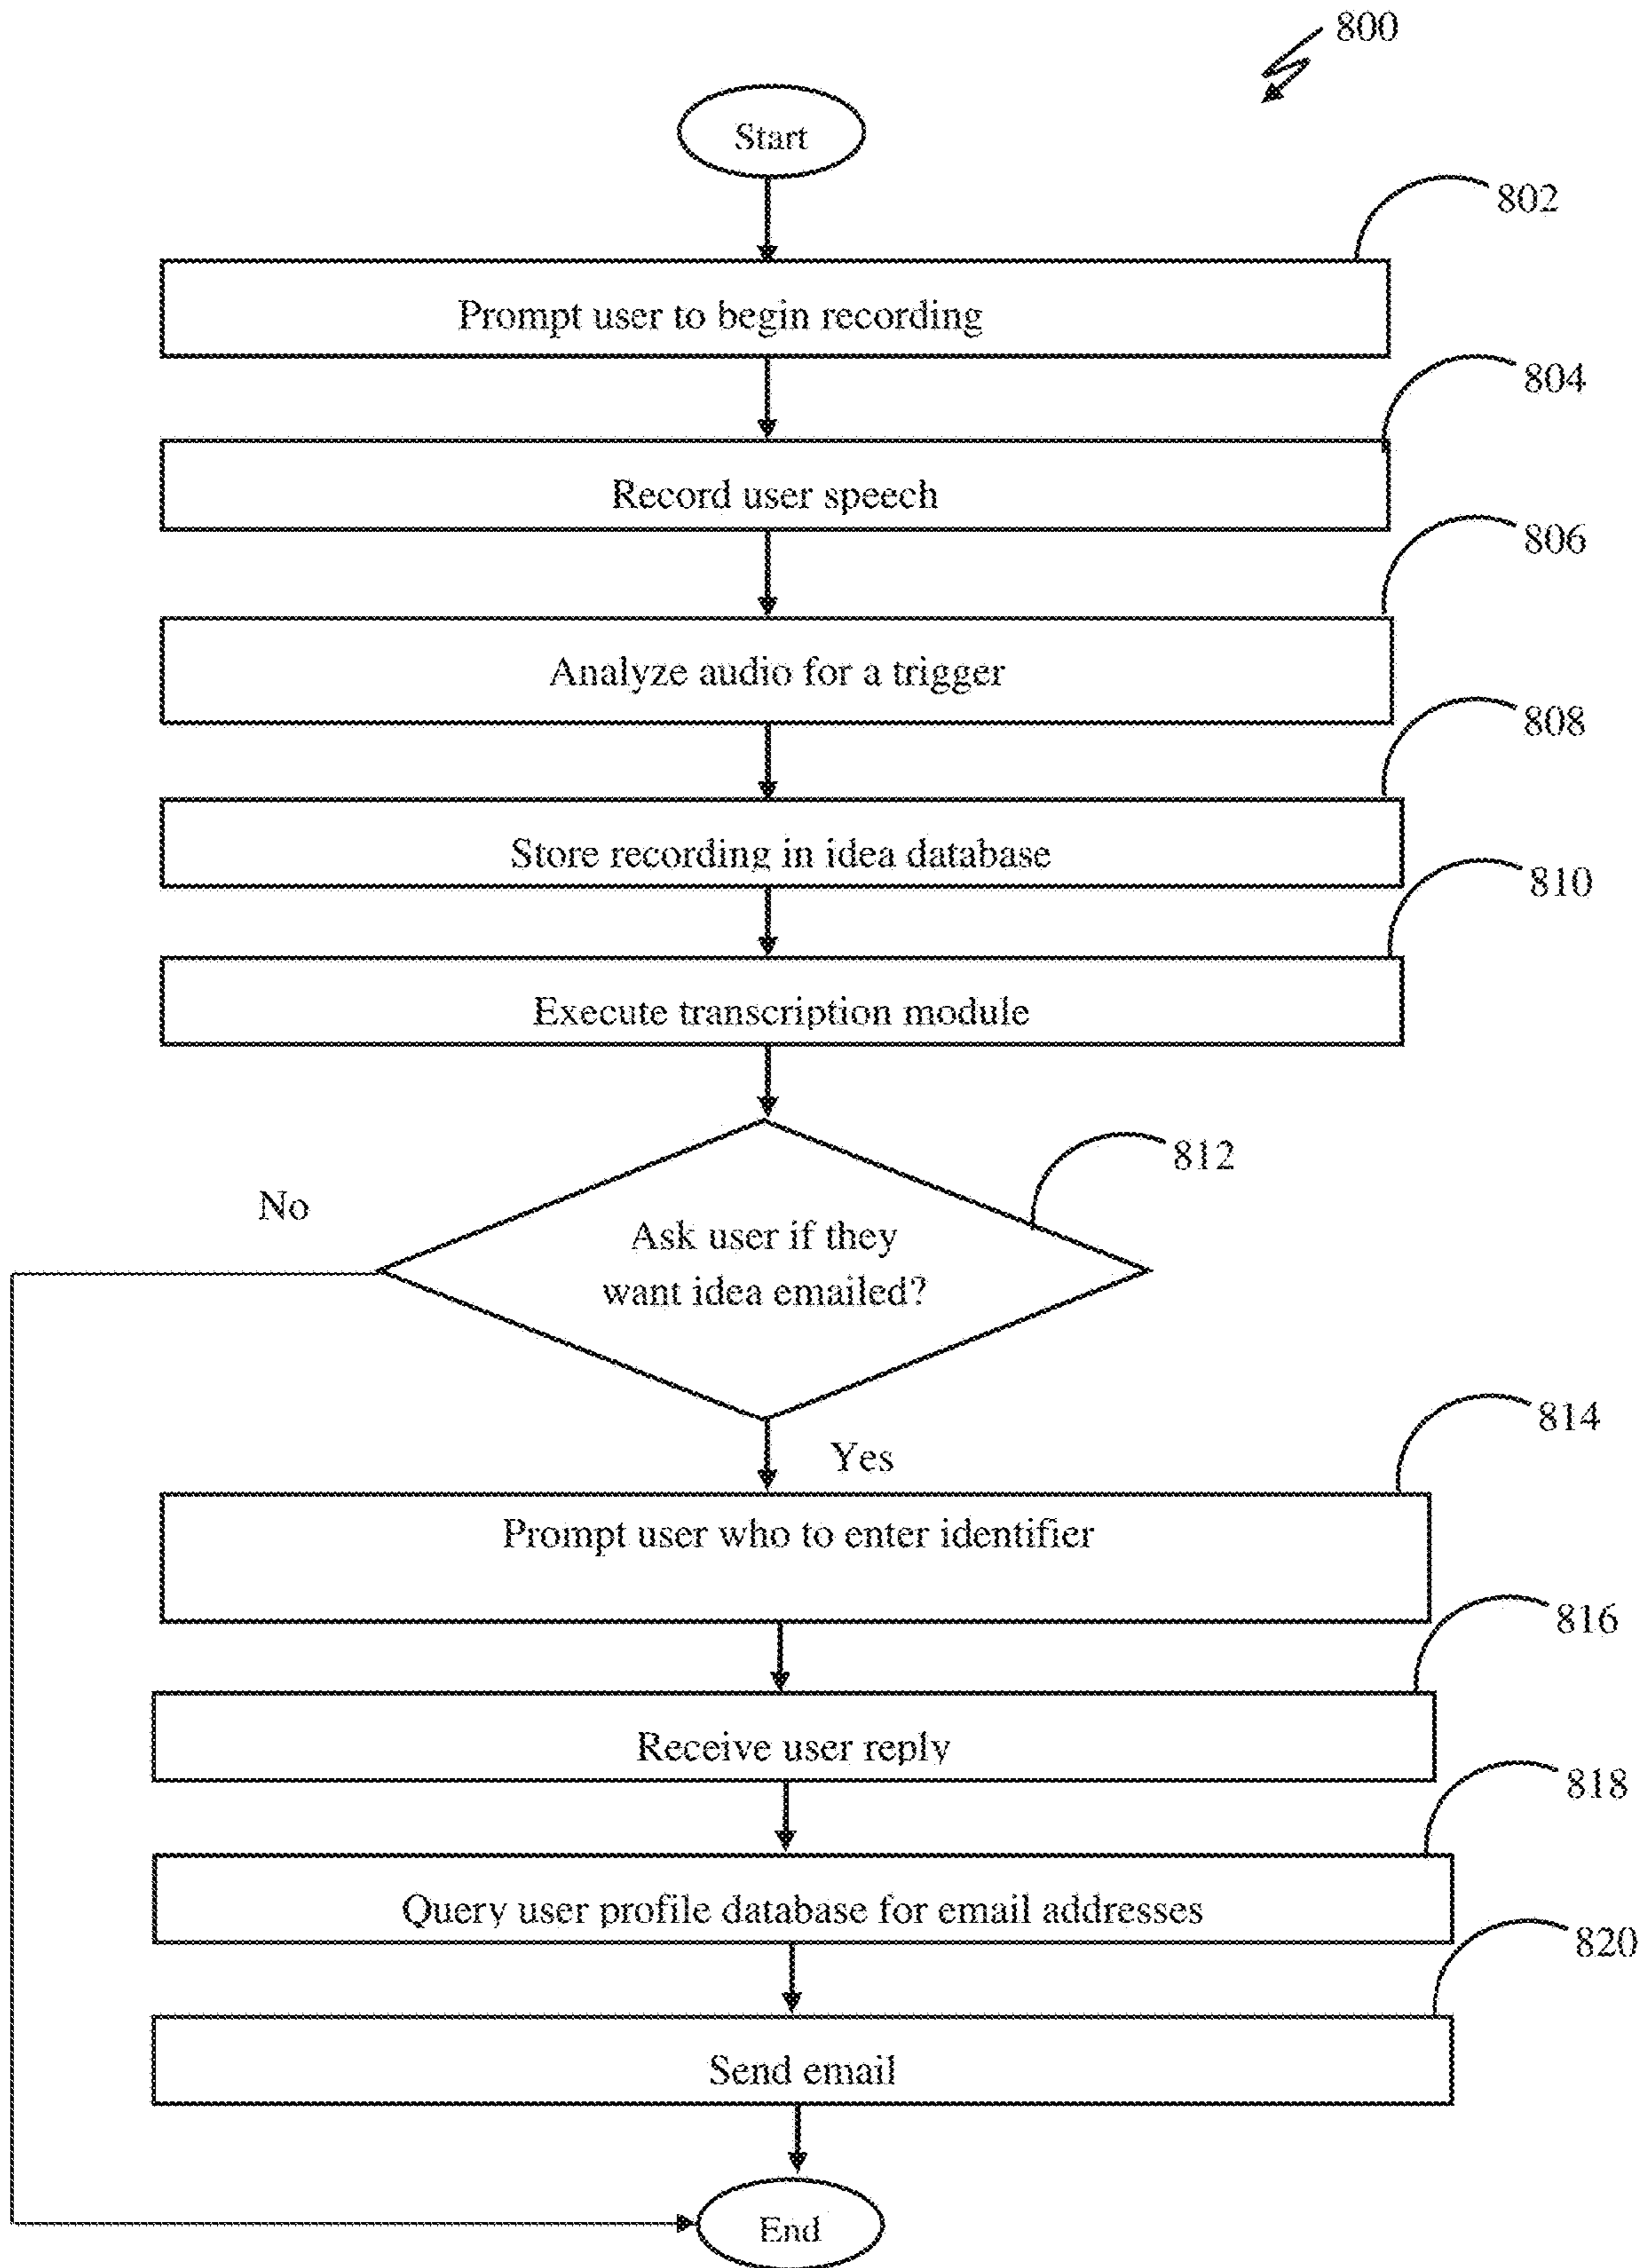 800
Start
802
Prompt user to begin recording
804
Record user speech
806
Analyze audio for a trigger
808
Store recording in idea database
810
Execute transcription module
812
No
Ask user if they
want idea emailed?
814
Yes
Prompt user who to enter identifier
816
Receive user reply
818
Query user profile database for email addresses
820
Send email
End